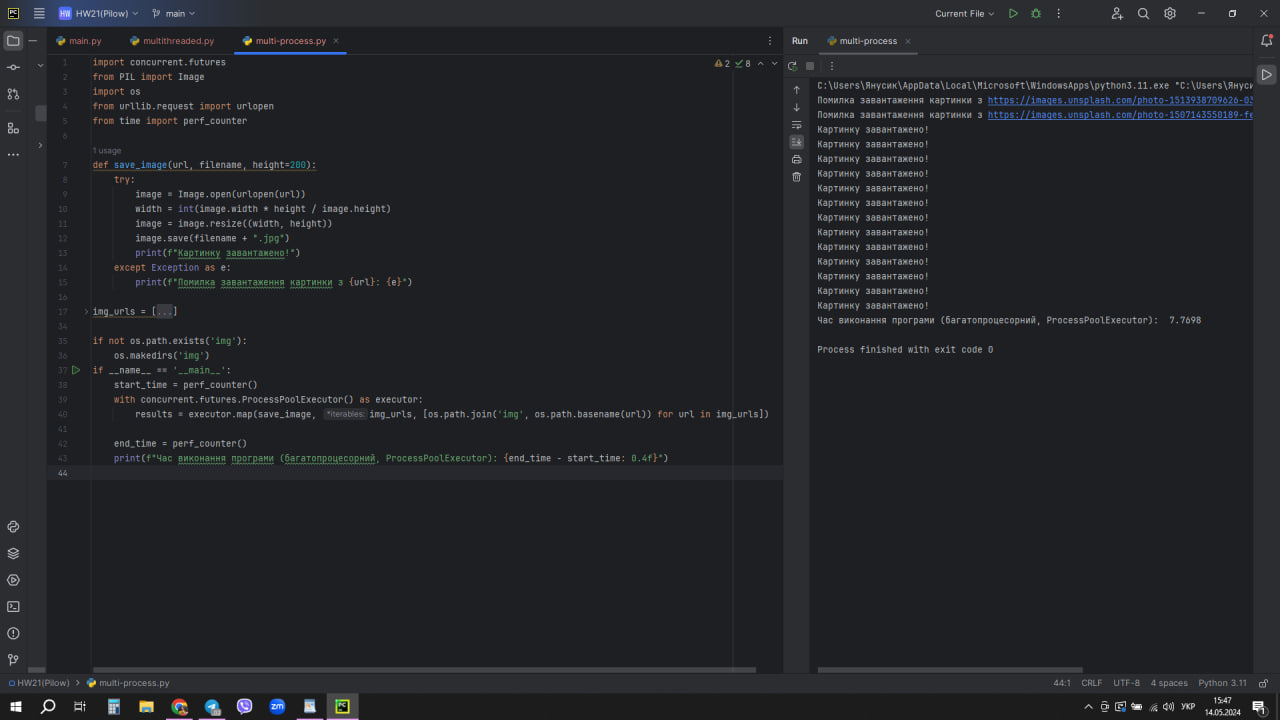 PC HW HW21(Pilow) main Current File
main.py multithreaded.py multi-process.py Run multi-process
1 import concurrent.futures
2 from PIL import Image
3 import os
4 from urllib.request import urlopen
5 from time import perf_counter
6
1 usage
7 def save_image(url, filename, height=200):
8 try:
9 image = Image.open(urlopen(url))
10 width = int(image.width * height / image.height)
11 image = image.resize((width, height))
12 image.save(filename + ".jpg")
13 print(f"Картинку завантажено!")
14 except Exception as e:
15 print(f"Помилка завантаження картинки з {url}: {e}")
16
17 img_urls = [...]
34
35 if not os.path.exists('img'):
36 os.makedirs('img')
37 if __name__ == '__main__':
38 start_time = perf_counter()
39 with concurrent.futures.ProcessPoolExecutor() as executor:
40 results = executor.map(save_image, *iterables: img_urls, [os.path.join('img', os.path.basename(url)) for url in img_urls])
41
42 end_time = perf_counter()
43 print(f"Час виконання програми (багатопроцесорний, ProcessPoolExecutor): {end_time - start_time: 0.4f}")
44
2 8
C:\Users\Янусик\AppData\Local\Microsoft\WindowsApps\python3.11.exe "C:\Users\Янусик
Помилка завантаження картинки з https://images.unsplash.com/photo-1513938709626-03
Помилка завантаження картинки з https://images.unsplash.com/photo-1507143550189-fe
Картинку завантажено!
Картинку завантажено!
Картинку завантажено!
Картинку завантажено!
Картинку завантажено!
Картинку завантажено!
Картинку завантажено!
Картинку завантажено!
Картинку завантажено!
Картинку завантажено!
Картинку завантажено!
Картинку завантажено!
Картинку завантажено!
Час виконання програми (багатопроцесорний, ProcessPoolExecutor):  7.7698
Process finished with exit code 0
HW21(Pilow) multi-process.py 44:1 CRLF UTF-8 4 spaces Python 3.11
zm PC УКР 15:47
14.05.2024 1